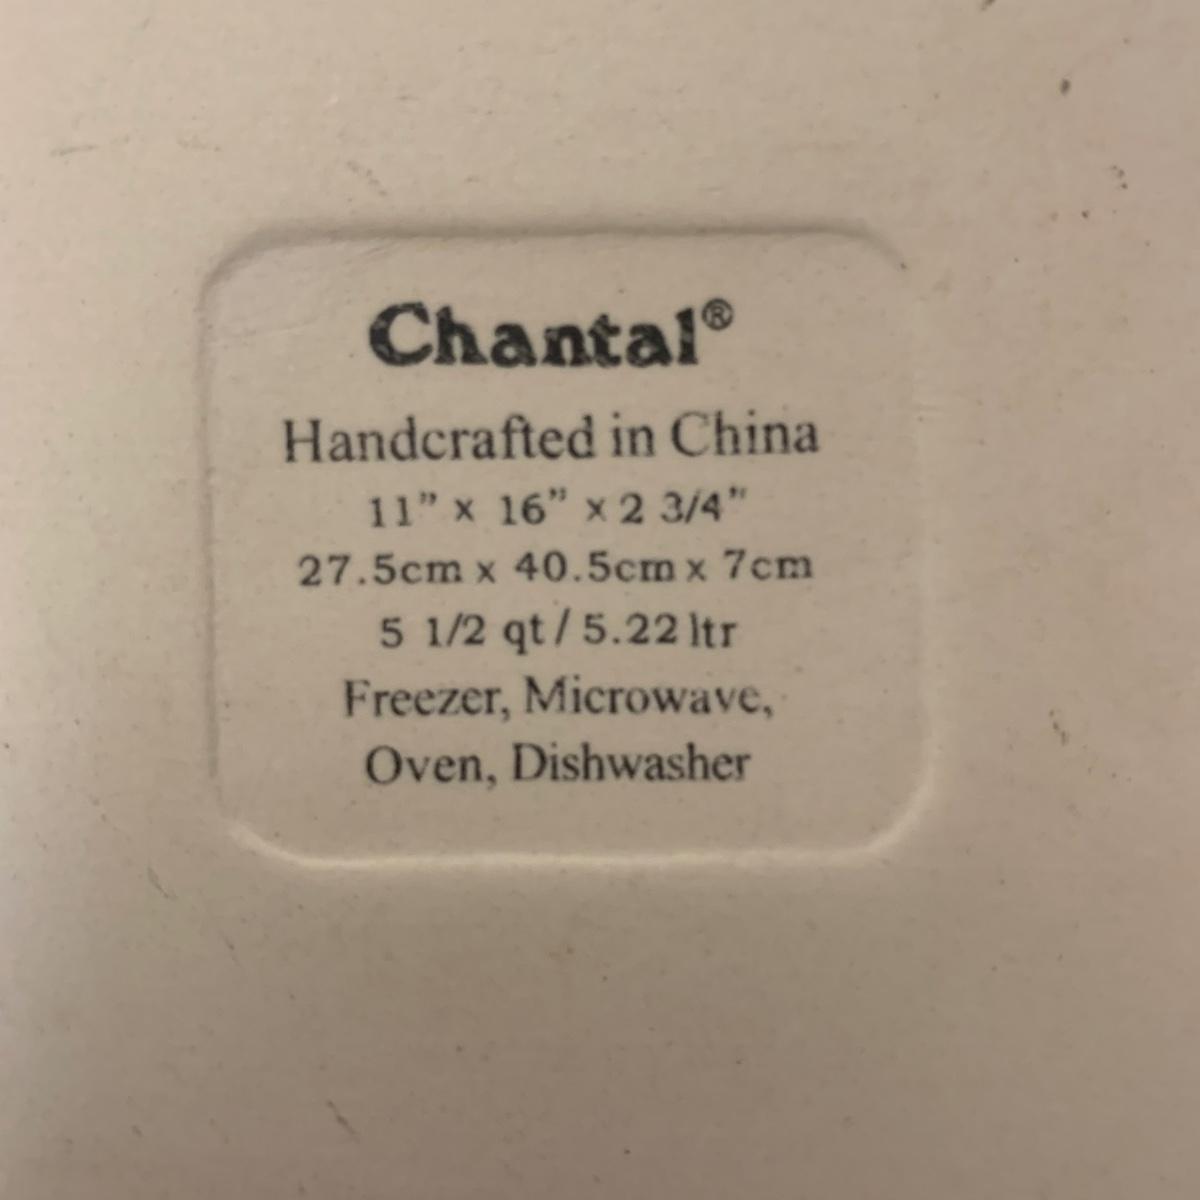 Chantal®
Handcrafted in China
11” x 16” x 2 3/4”
27.5cm x 40.5cm x 7cm
5 1/2 qt / 5.22 ltr
Freezer, Microwave,
Oven, Dishwasher